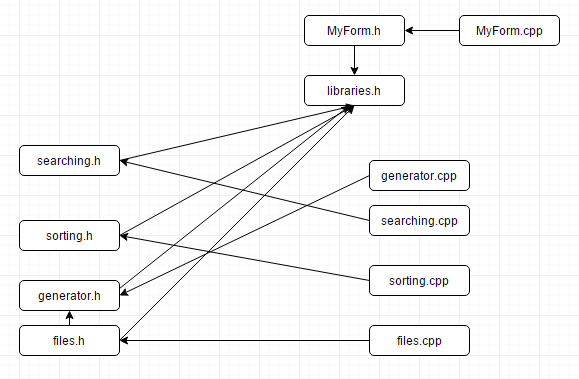 MyForm.h
MyForm.cpp
libraries.h
searching.h
generator.cpp
searching.cpp
sorting.h
sorting.cpp
generator.h
files.h
files.cpp